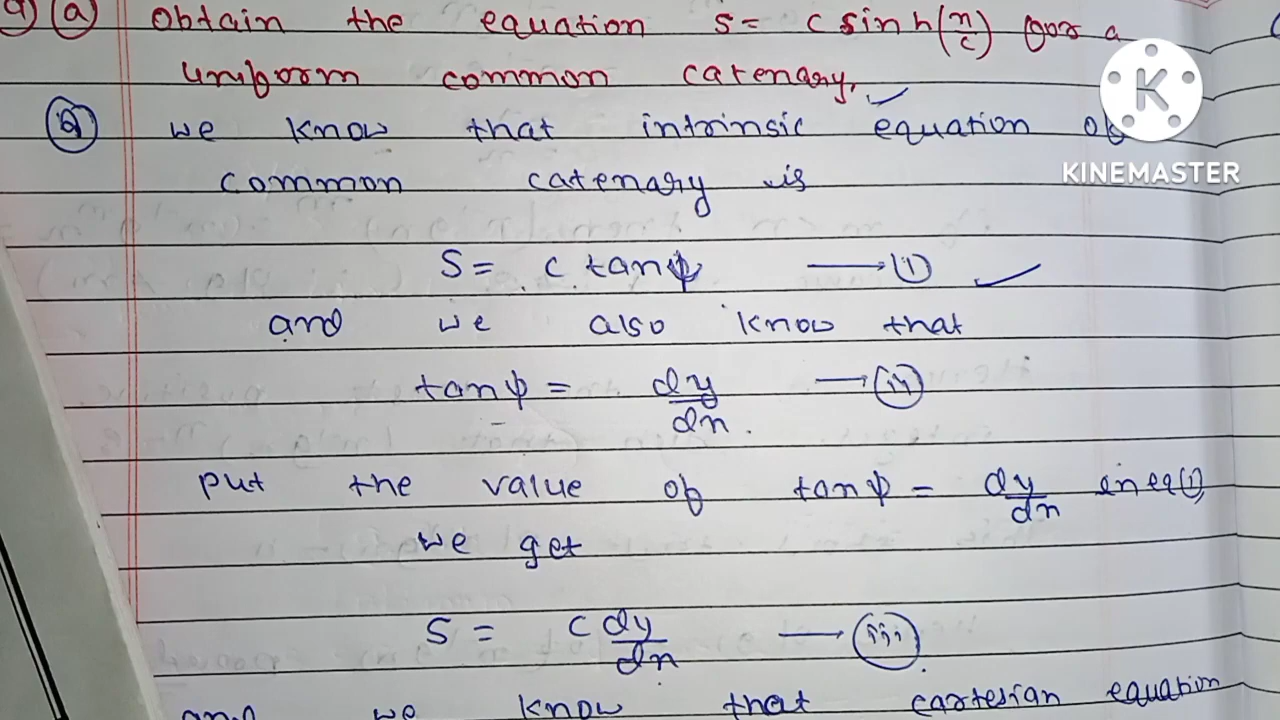 9) (a) obtain the equation S = c sinh(x/c) for a
uniform common catenary.
(a) we know that intrinsic equation of
common catenary is
S = c tanψ → (i)
and we also know that
tanψ = dy/dx → (ii)
put the value of tanψ = dy/dx in eq(i),
we get
S = c dy/dx → (iii)
and we know that cartesian equation
K
KINEMASTER